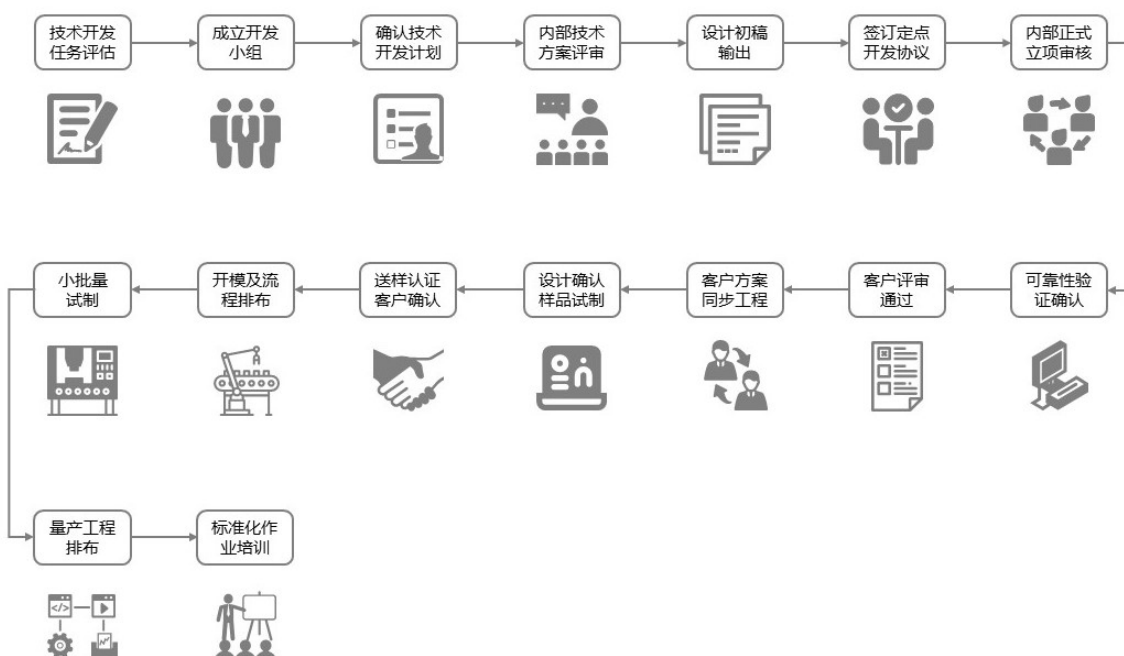 技术开发
任务评估
成立开发
小组
确认技术
开发计划
内部技术
方案评审
设计初稿
输出
签订定点
开发协议
内部正式
立项审核
可靠性验
证确认
客户评审
通过
客户方案
同步工程
设计确认
样品试制
送样认证
客户确认
开模及流
程排布
小批量
试制
量产工程
排布
标准化作
业培训